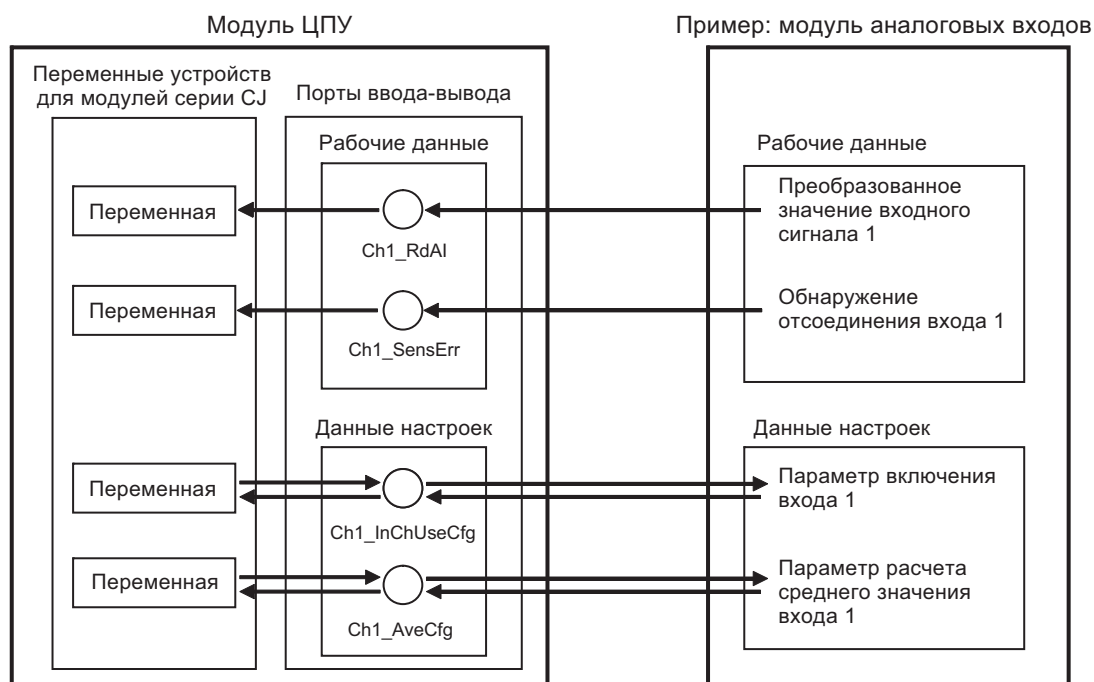 Модуль ЦПУ
Пример: модуль аналоговых входов
Переменные устройств
для модулей серии CJ
Порты ввода-вывода
Рабочие данные
Рабочие данные
Переменная
Ch1_RdAI
Преобразованное
значение входного
сигнала 1
Переменная
Ch1_SensErr
Обнаружение
отсоединения входа 1
Данные настроек
Данные настроек
Переменная
Ch1_InChUseCfg
Параметр включения
входа 1
Переменная
Ch1_AveCfg
Параметр расчета
среднего значения
входа 1